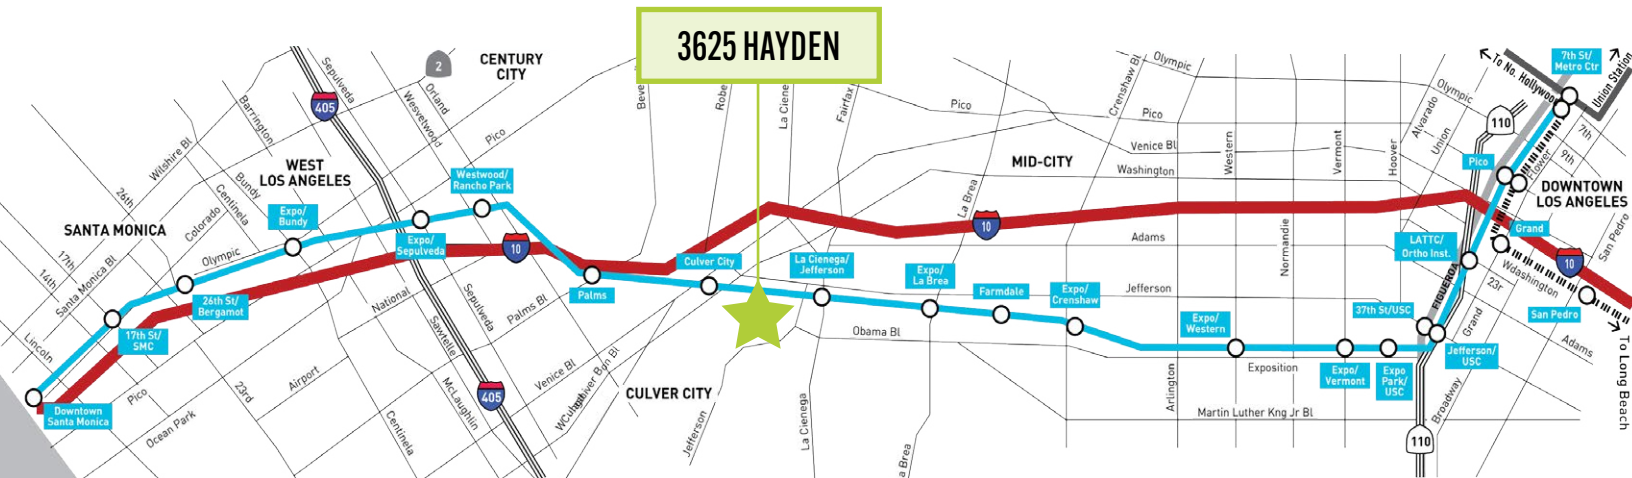 3625 HAYDEN
2
CENTURY
CITY
Sepulveda
405
Orland
Westwood
Barrington
Pico
Beve
Robe
La Ciene
Fairfax
Pico
Crenshaw Bl
Olympic
Pico
Venice Bl
Washington
Western
Vermont
Hoover
Olympic
Alvarado
Union
110
To No. Hollywood
7th St/
Metro Ctr
Union Station
7th
9th
Flower
Pico
DOWNTOWN
LOS ANGELES
San Pedro
Wilshire Bl
26th
WEST
LOS ANGELES
Bundy
Centinela
Colorado
SANTA MONICA
17th
14th
Santa Monica Bl
Olympic
Lincoln
Expo/
Bundy
Westwood/
Rancho Park
Expo/
Sepulveda
10
Palms
Culver City
La Cienega/
Jefferson
Expo/
La Brea
Farmdale
Expo/
Crenshaw
MID-CITY
La Brea
10
Adams
Normandie
Jefferson
LATTC/
Ortho Inst.
Grand
10
FIGUEROA
23r
Wdashington
San Pedro
To Long Beach
Adams
Grand
37th St/USC
Jefferson/
USC
Expo/
Western
Expo/
Vermont
Expo
Park/
USC
Exposition
Arlington
Martin Luther Kng Jr Bl
Broadway
110
26th St/
Bergamot
17th St/
SMC
Downtown
Santa Monica
Pico
Ocean Park
23rd
Airport
National
Centinela
Sawtelle
McLaughlin
Sepulveda
Palms Bl
405
Venice Bl
CULVER CITY
Jefferson
Obama Bl
La Cienega
a Brea